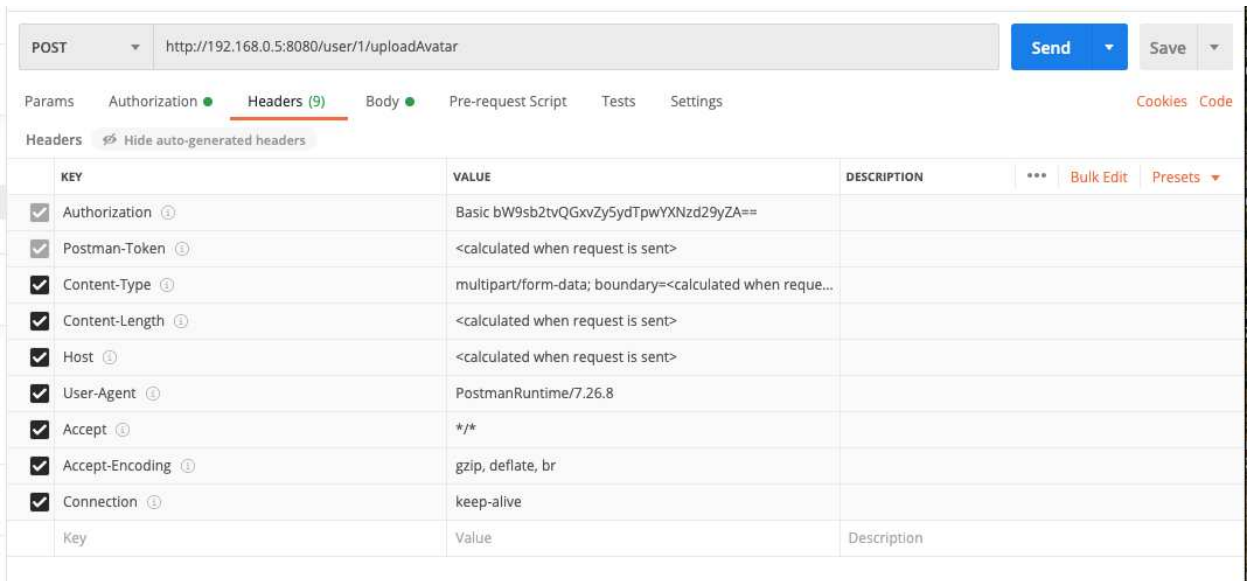 POST http://192.168.0.5:8080/user/1/uploadAvatar Send Save
Params Authorization Headers (9) Body Pre-request Script Tests Settings Cookies Code
Headers Hide auto-generated headers
KEY VALUE DESCRIPTION ••• Bulk Edit Presets
Authorization Basic bW9sb2tvQGxvZy5ydTpwYXNzd29yZA==
Postman-Token <calculated when request is sent>
Content-Type multipart/form-data; boundary=<calculated when reque...
Content-Length <calculated when request is sent>
Host <calculated when request is sent>
User-Agent PostmanRuntime/7.26.8
Accept */*
Accept-Encoding gzip, deflate, br
Connection keep-alive
Key Value Description